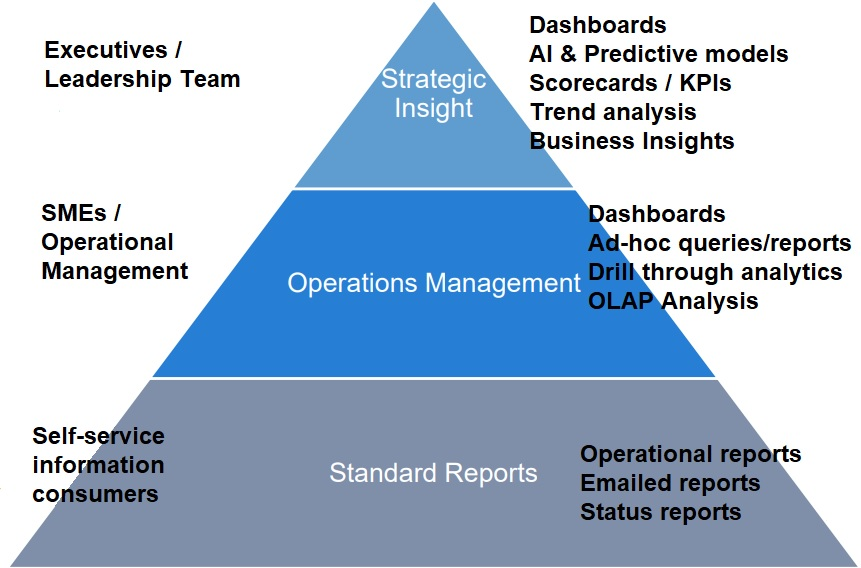 Executives /
Leadership Team
Strategic
Insight
Dashboards
AI & Predictive models
Scorecards / KPIs
Trend analysis
Business Insights
SMEs /
Operational
Management
Operations Management
Dashboards
Ad-hoc queries/reports
Drill through analytics
OLAP Analysis
Self-service
information
consumers
Standard Reports
Operational reports
Emailed reports
Status reports